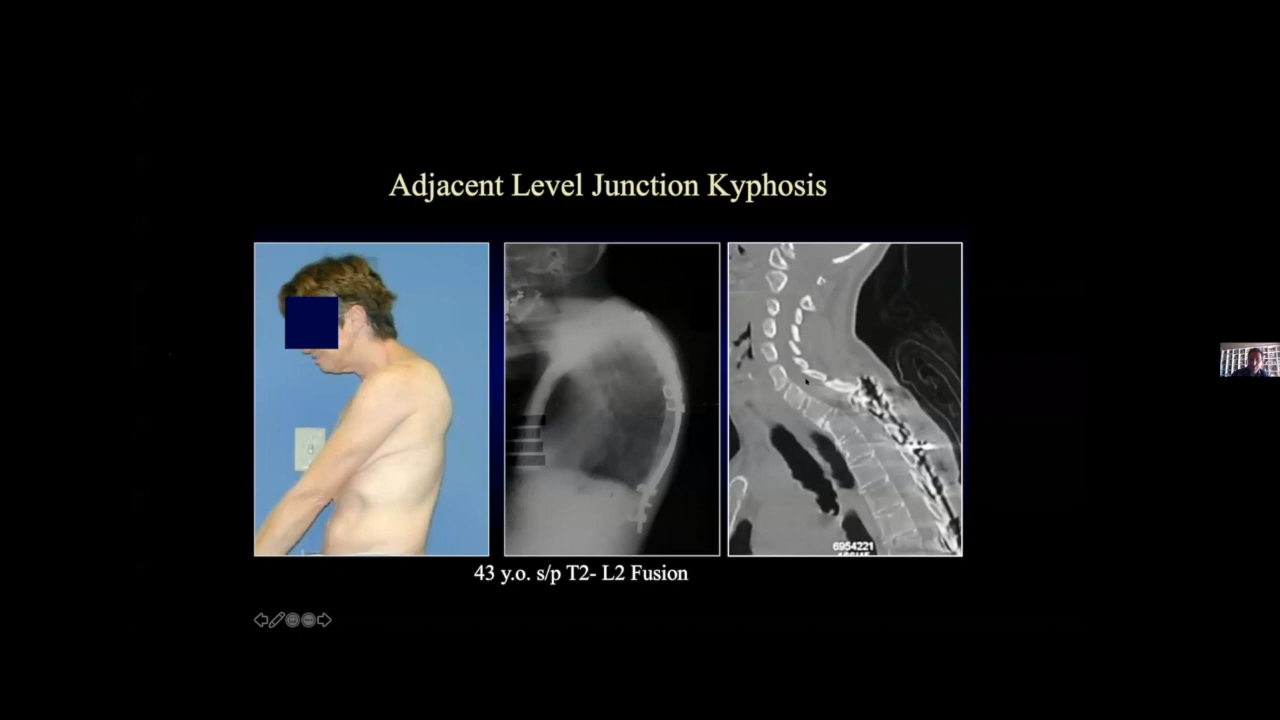 Adjacent Level Junction Kyphosis
6954221
43 y.o. s/p T2- L2 Fusion